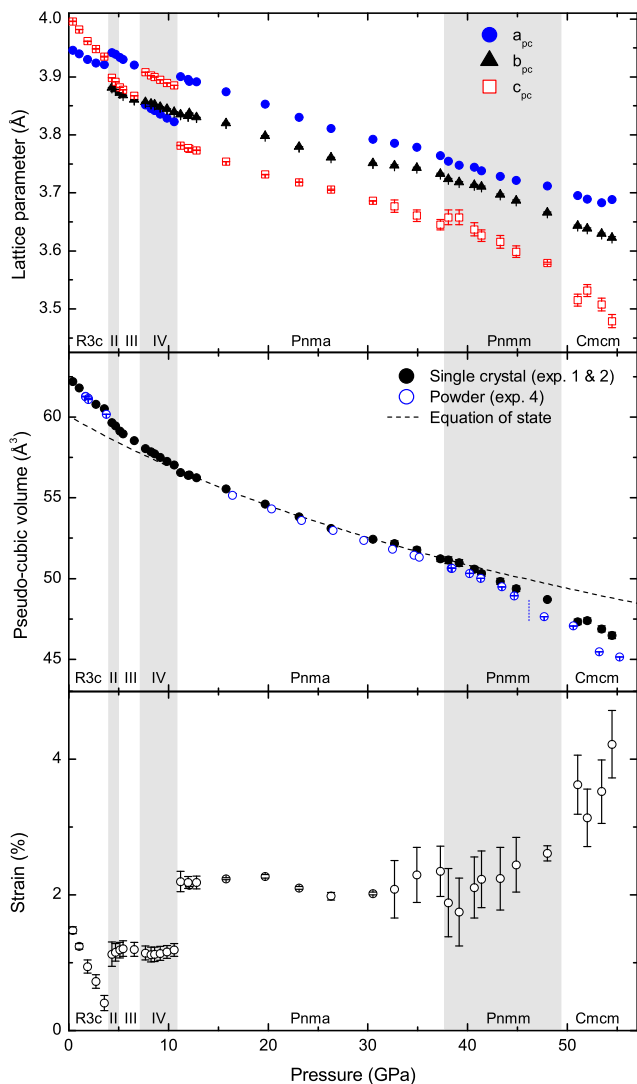 4.0
3.9
3.8
3.7
3.6
3.5
Lattice parameter (Å)
a_pc
b_pc
c_pc
R3c II III IV Pnma Pnmm Cmcm
60
55
50
45
Pseudo-cubic volume (Å³)
Single crystal (exp. 1 & 2)
Powder (exp. 4)
Equation of state
R3c II III IV Pnma Pnmm Cmcm
4
2
0
Strain (%)
R3c II III IV Pnma Pnmm Cmcm
0 10 20 30 40 50
Pressure (GPa)